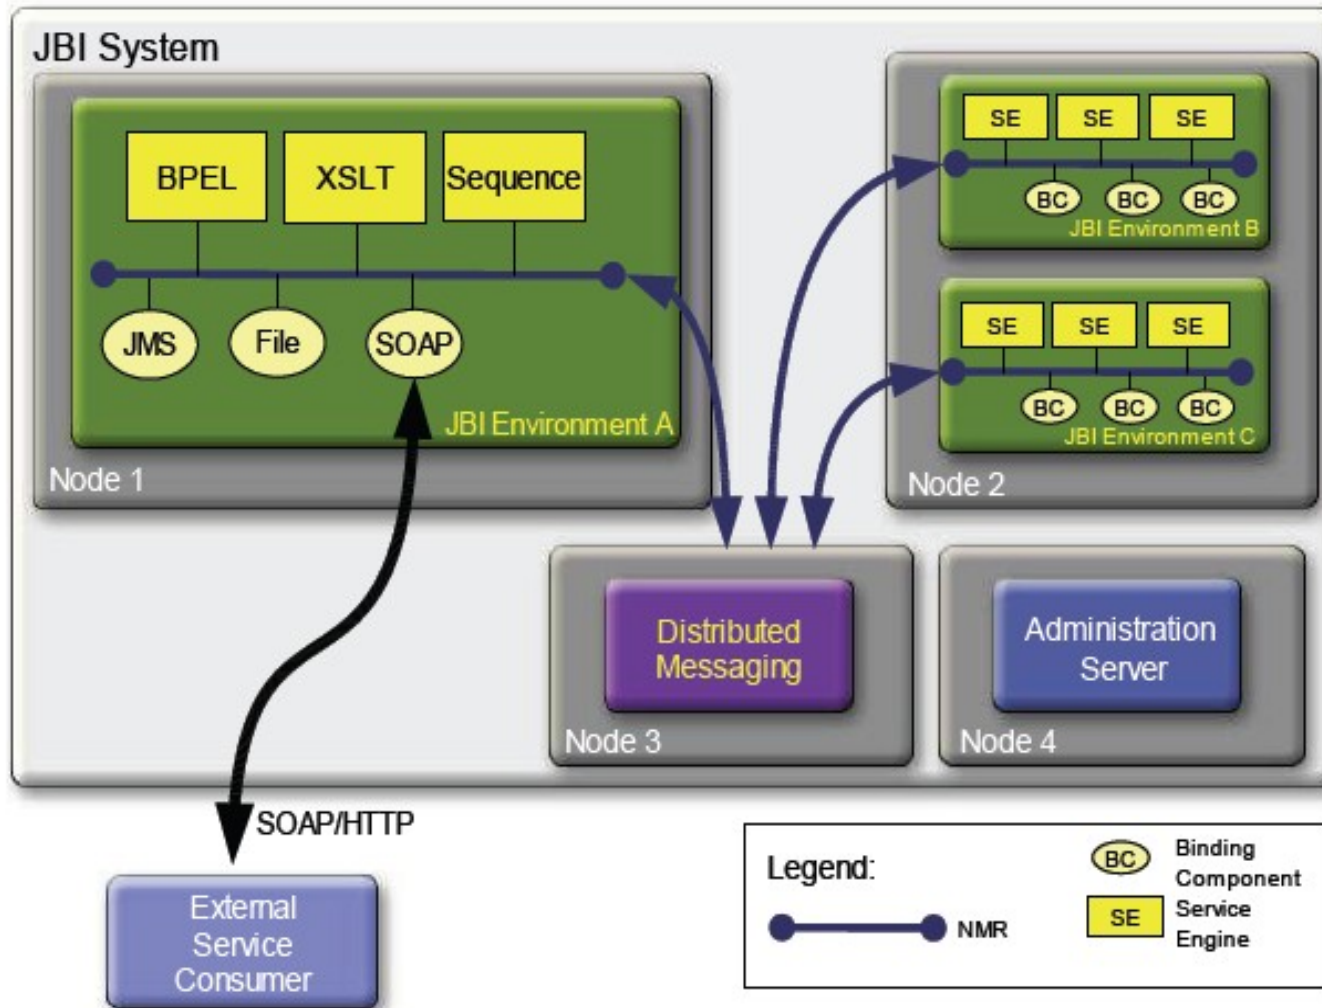 JBI System
BPEL
XSLT
Sequence
JMS
File
SOAP
JBI Environment A
Node 1
SE
SE
SE
BC
BC
BC
JBI Environment B
SE
SE
SE
BC
BC
BC
JBI Environment C
Node 2
Distributed
Messaging
Node 3
Administration
Server
Node 4
SOAP/HTTP
External
Service
Consumer
Legend:
NMR
BC
Binding
Component
SE
Service
Engine